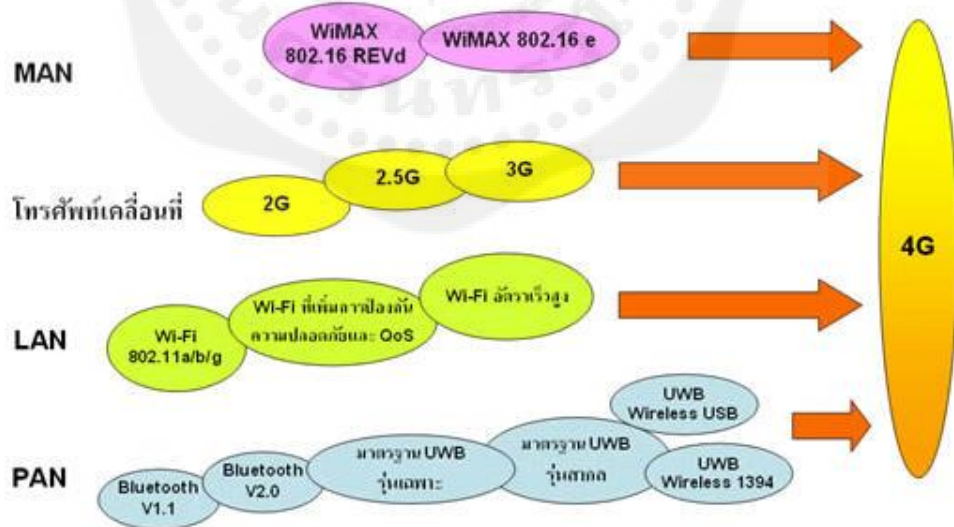 WiMAX
802.16 REVd
WiMAX 802.16 e
MAN
2G
2.5G
3G
โทรศัพท์เคลื่อนที่
4G
Wi-Fi
802.11a/b/g
Wi-Fi ที่เพิ่มการป้องกัน
ความปลอดภัยและ QoS
Wi-Fi อัตราเร็วสูง
LAN
UWB
Wireless USB
PAN
Bluetooth
V1.1
Bluetooth
V2.0
มาตรฐาน UWB
รุ่นเฉพาะ
มาตรฐาน UWB
รุ่นสากล
UWB
Wireless 1394